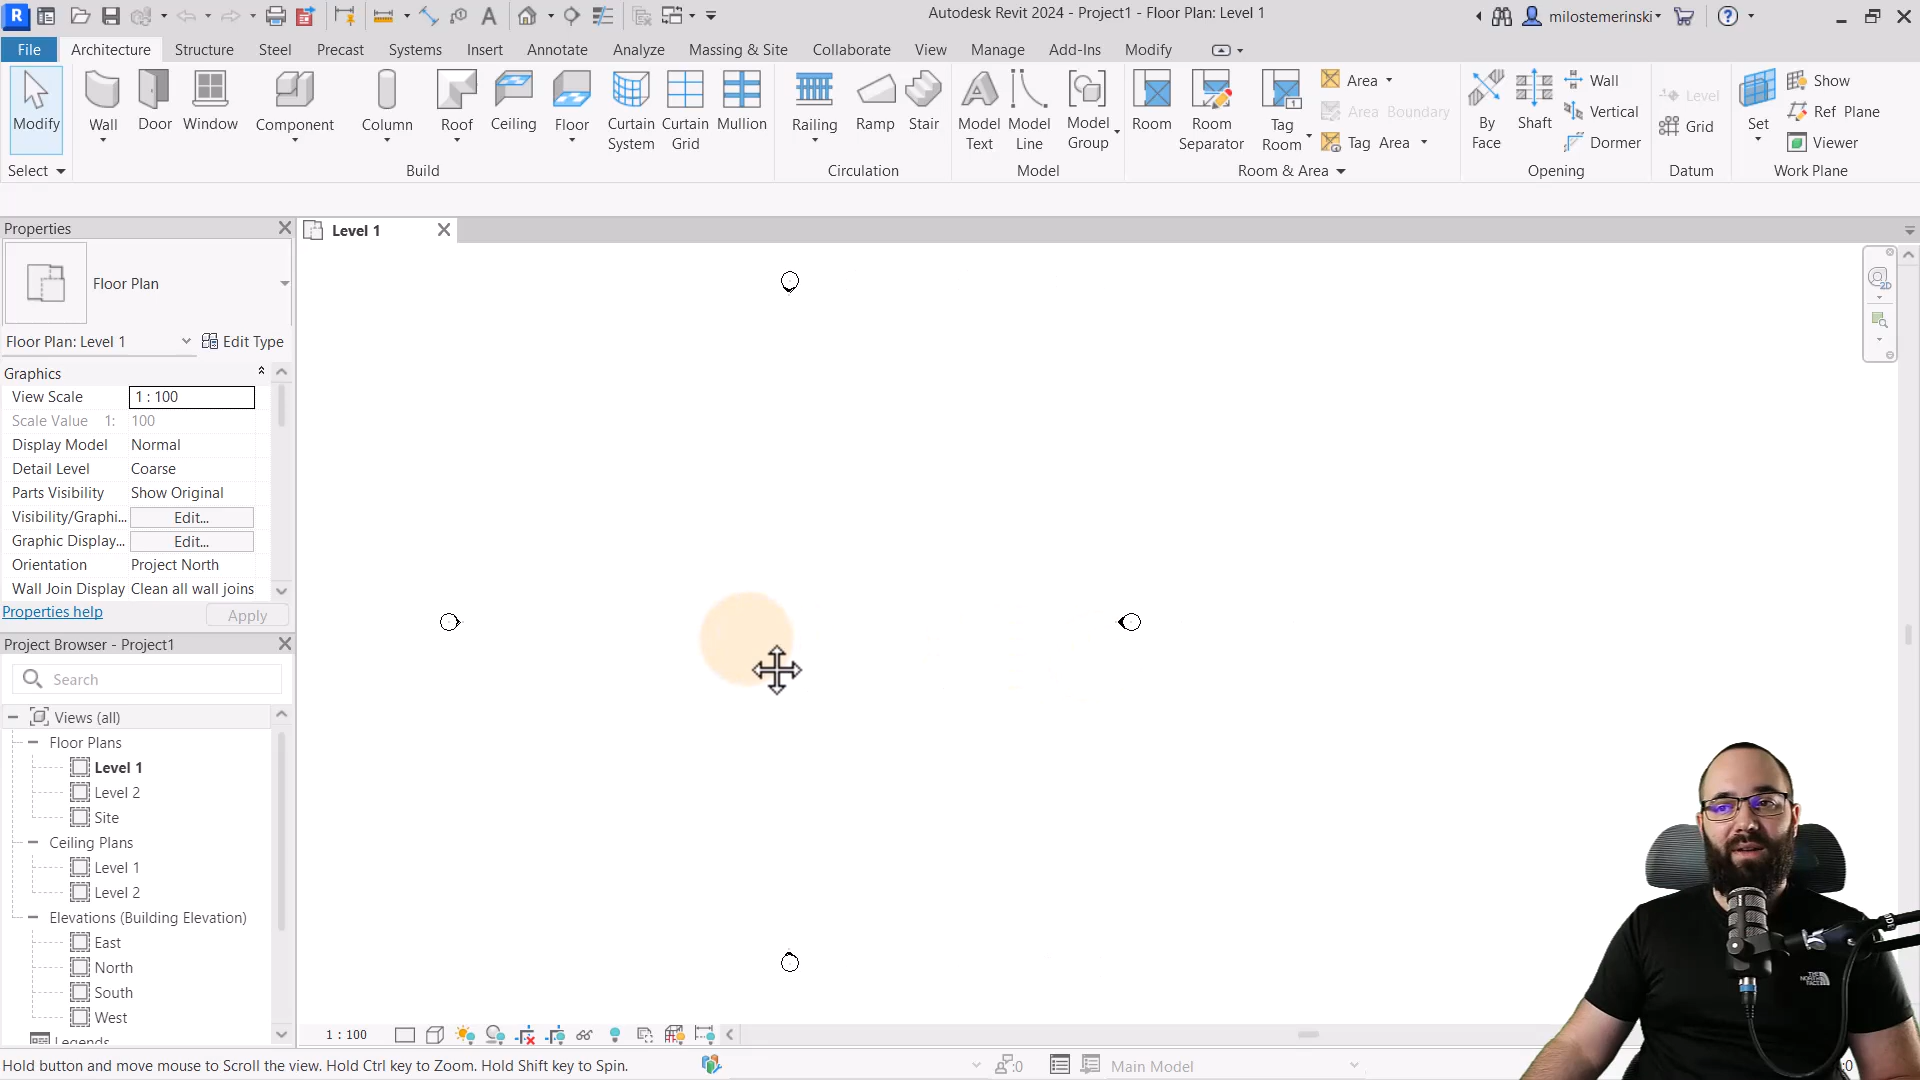 Autodesk Revit 2024 - Project1 - Floor Plan: Level 1
milostemerinski
File Architecture Structure Steel Precast Systems Insert Annotate Analyze Massing & Site Collaborate View Manage Add-Ins Modify
Modify
Wall
Door
Window
Component
Column
Roof
Ceiling
Floor
Curtain System
Curtain Grid
Mullion
Railing
Ramp
Stair
Model Text
Model Line
Model Group
Room
Room Separator
Tag Room
Area
Area Boundary
Tag Area
By Face
Shaft
Wall
Vertical
Dormer
Level
Grid
Set
Show
Ref Plane
Viewer
Select Build Circulation Model Room & Area Opening Datum Work Plane
Properties
Level 1
Floor Plan
Floor Plan: Level 1 Edit Type
Graphics
View Scale 1 : 100
Scale Value 1: 100
Display Model Normal
Detail Level Coarse
Parts Visibility Show Original
Visibility/Graphi... Edit...
Graphic Display... Edit...
Orientation Project North
Wall Join Display Clean all wall joins
Properties help Apply
Project Browser - Project1
Search
Views (all)
Floor Plans
Level 1
Level 2
Site
Ceiling Plans
Level 1
Level 2
Elevations (Building Elevation)
East
North
South
West
Legends
1 : 100
Hold button and move mouse to Scroll the view. Hold Ctrl key to Zoom. Hold Shift key to Spin.
:0
Main Model
:0
THE NORTH FACE
2D